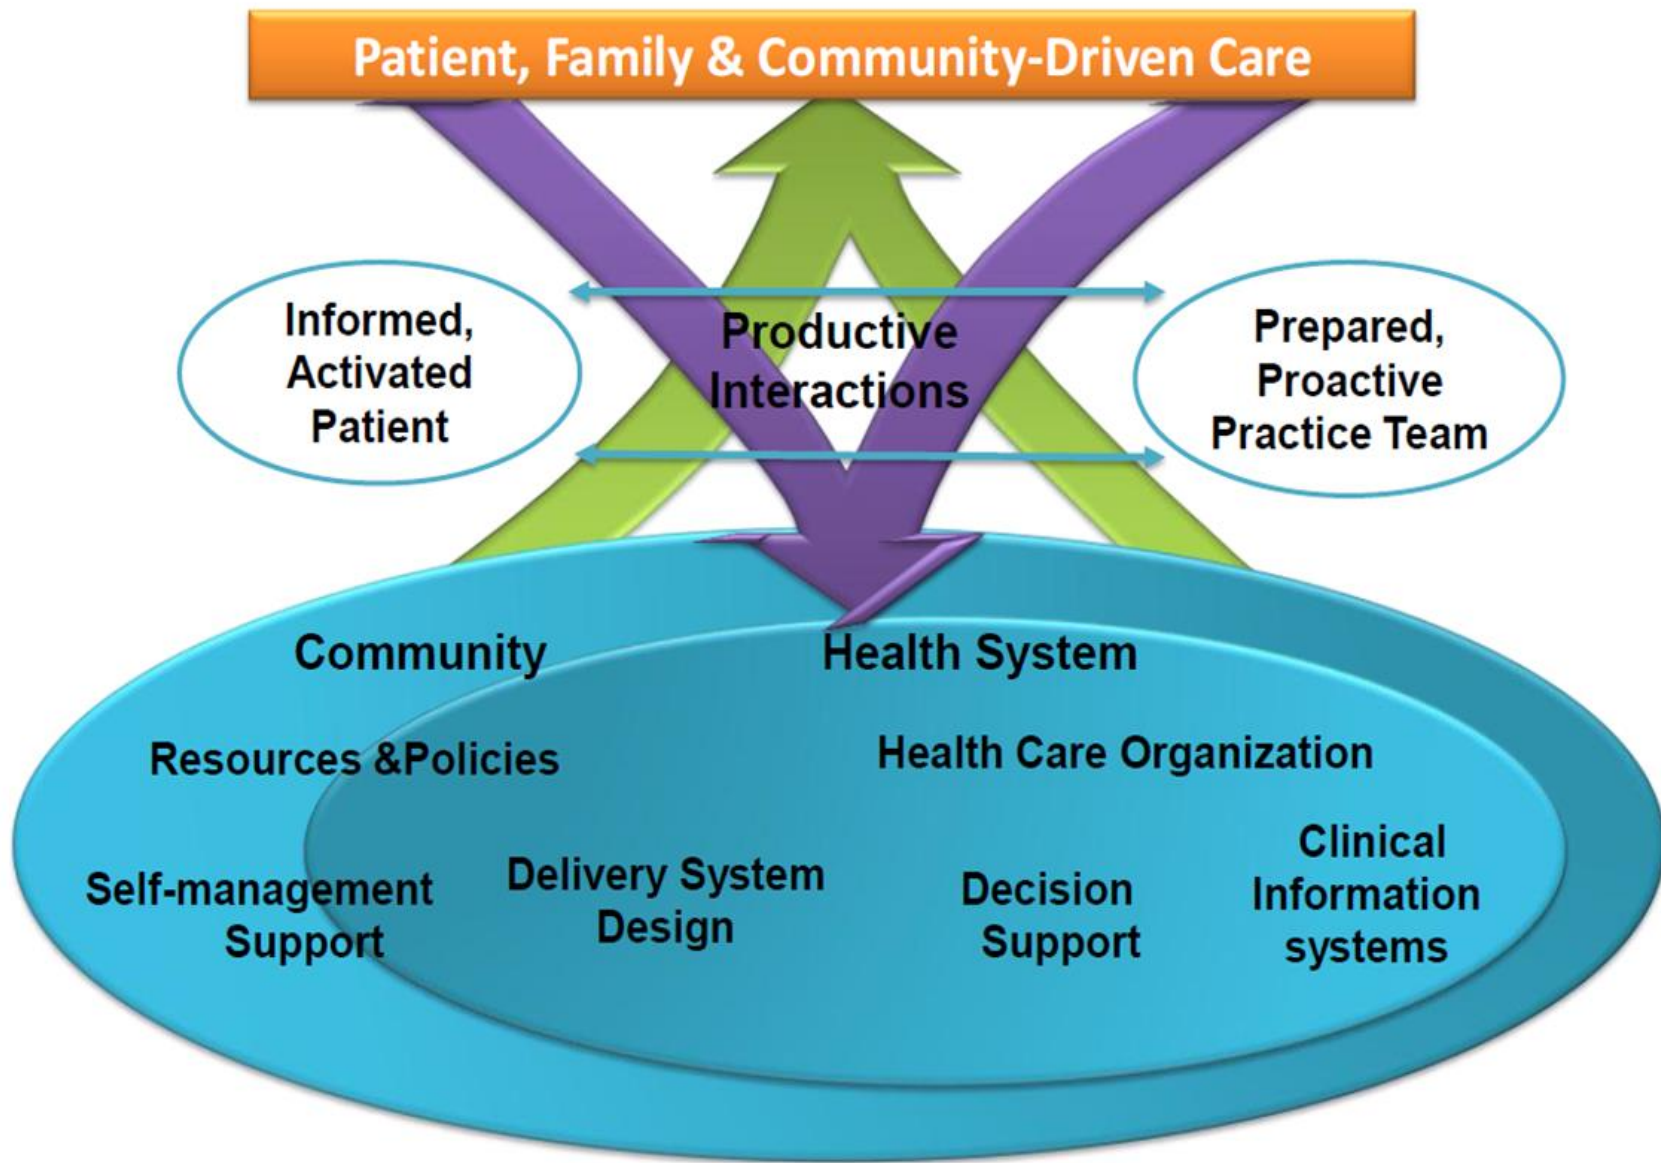 Patient, Family & Community-Driven Care
Informed,
Activated
Patient
Productive
Interactions
Prepared,
Proactive
Practice Team
Community
Health System
Resources &Policies
Health Care Organization
Self-management
Support
Delivery System
Design
Decision
Support
Clinical
Information
systems